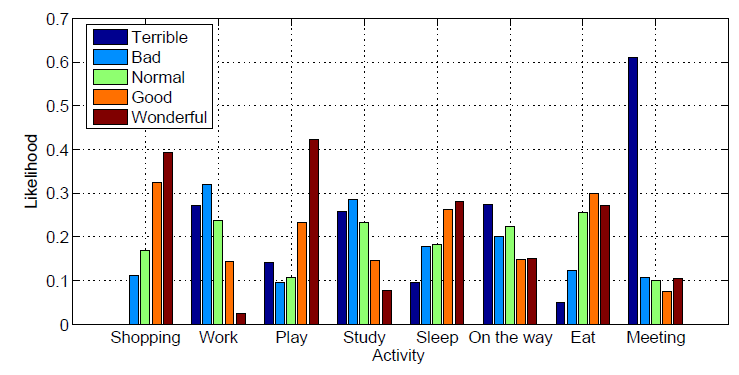 0.7
0.6
0.5
0.4
0.3
0.2
0.1
0
Likelihood
Terrible
Bad
Normal
Good
Wonderful
Shopping Work Play Study Sleep On the way Eat Meeting
Activity